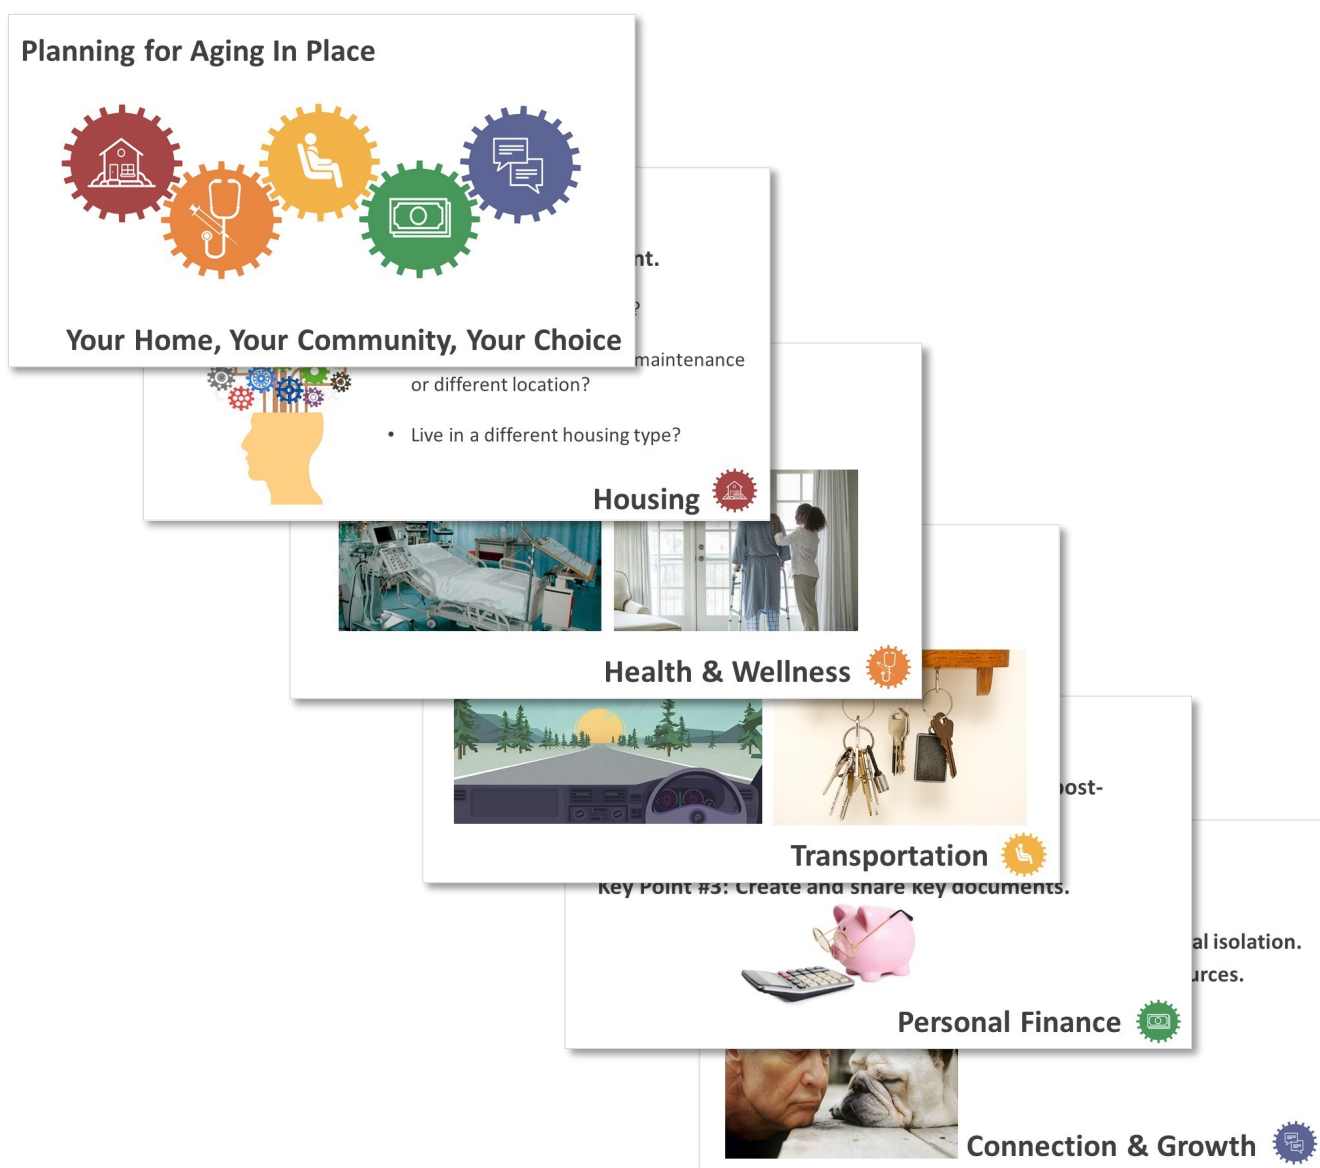 Planning for Aging In Place
Your Home, Your Community, Your Choice
nt.
?
maintenance
or different location?
• Live in a different housing type?
Housing
Health & Wellness
Transportation
post-
Key Point #3: Create and share key documents.
Personal Finance
al isolation.
urces.
Connection & Growth